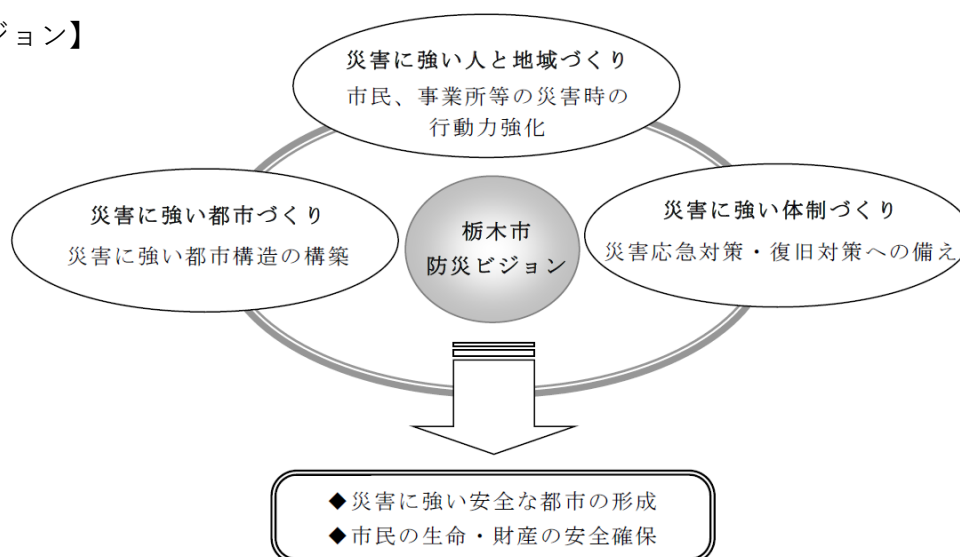 ジョン】
災害に強い人と地域づくり
市民、事業所等の災害時の
行動力強化
災害に強い都市づくり
災害に強い都市構造の構築
栃木市
防災ビジョン
災害に強い体制づくり
災害応急対策・復旧対策への備え
◆災害に強い安全な都市の形成
◆市民の生命・財産の安全確保